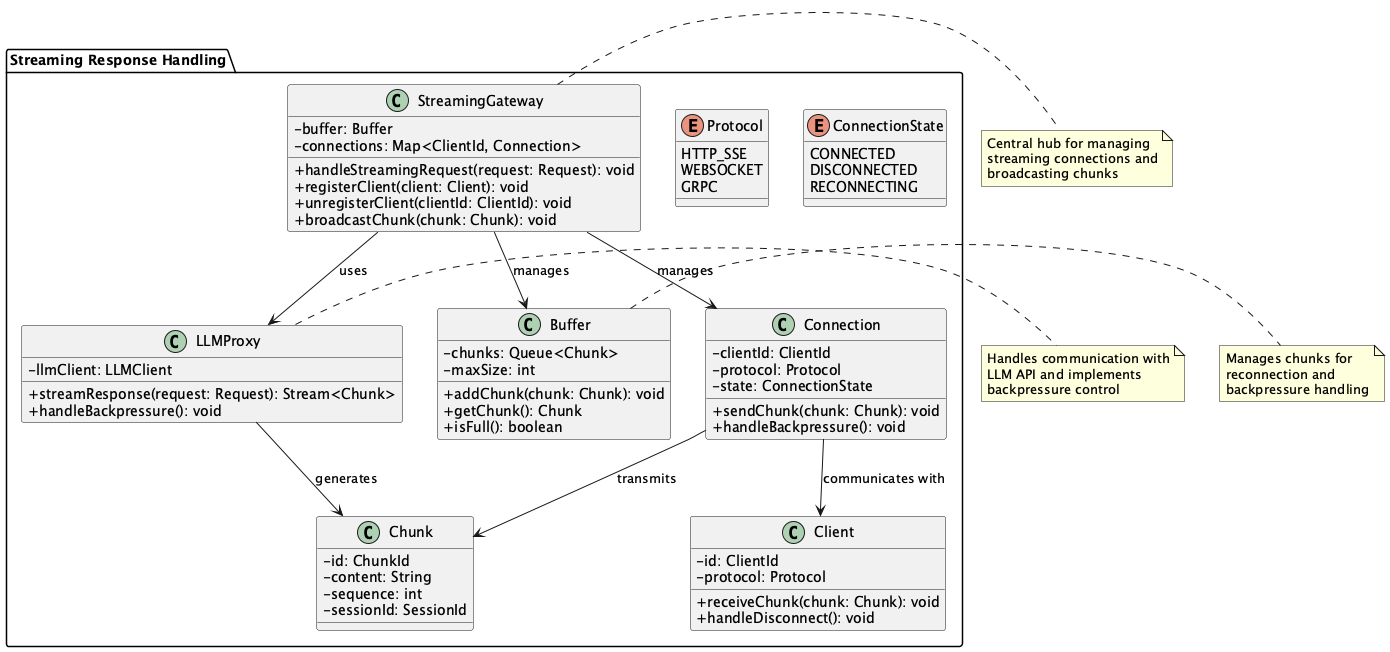 Streaming Response Handling
C StreamingGateway
-buffer: Buffer
-connections: Map<ClientId, Connection>
+handleStreamingRequest(request: Request): void
+registerClient(client: Client): void
+unregisterClient(clientId: ClientId): void
+broadcastChunk(chunk: Chunk): void
E Protocol
HTTP_SSE
WEBSOCKET
GRPC
E ConnectionState
CONNECTED
DISCONNECTED
RECONNECTING
Central hub for managing
streaming connections and
broadcasting chunks
uses
manages
manages
C LLMProxy
-llmClient: LLMClient
+streamResponse(request: Request): Stream<Chunk>
+handleBackpressure(): void
C Buffer
-chunks: Queue<Chunk>
-maxSize: int
+addChunk(chunk: Chunk): void
+getChunk(): Chunk
+isFull(): boolean
C Connection
-clientId: ClientId
-protocol: Protocol
-state: ConnectionState
+sendChunk(chunk: Chunk): void
+handleBackpressure(): void
Handles communication with
LLM API and implements
backpressure control
Manages chunks for
reconnection and
backpressure handling
generates
transmits
communicates with
C Chunk
-id: ChunkId
-content: String
-sequence: int
-sessionId: SessionId
C Client
-id: ClientId
-protocol: Protocol
+receiveChunk(chunk: Chunk): void
+handleDisconnect(): void